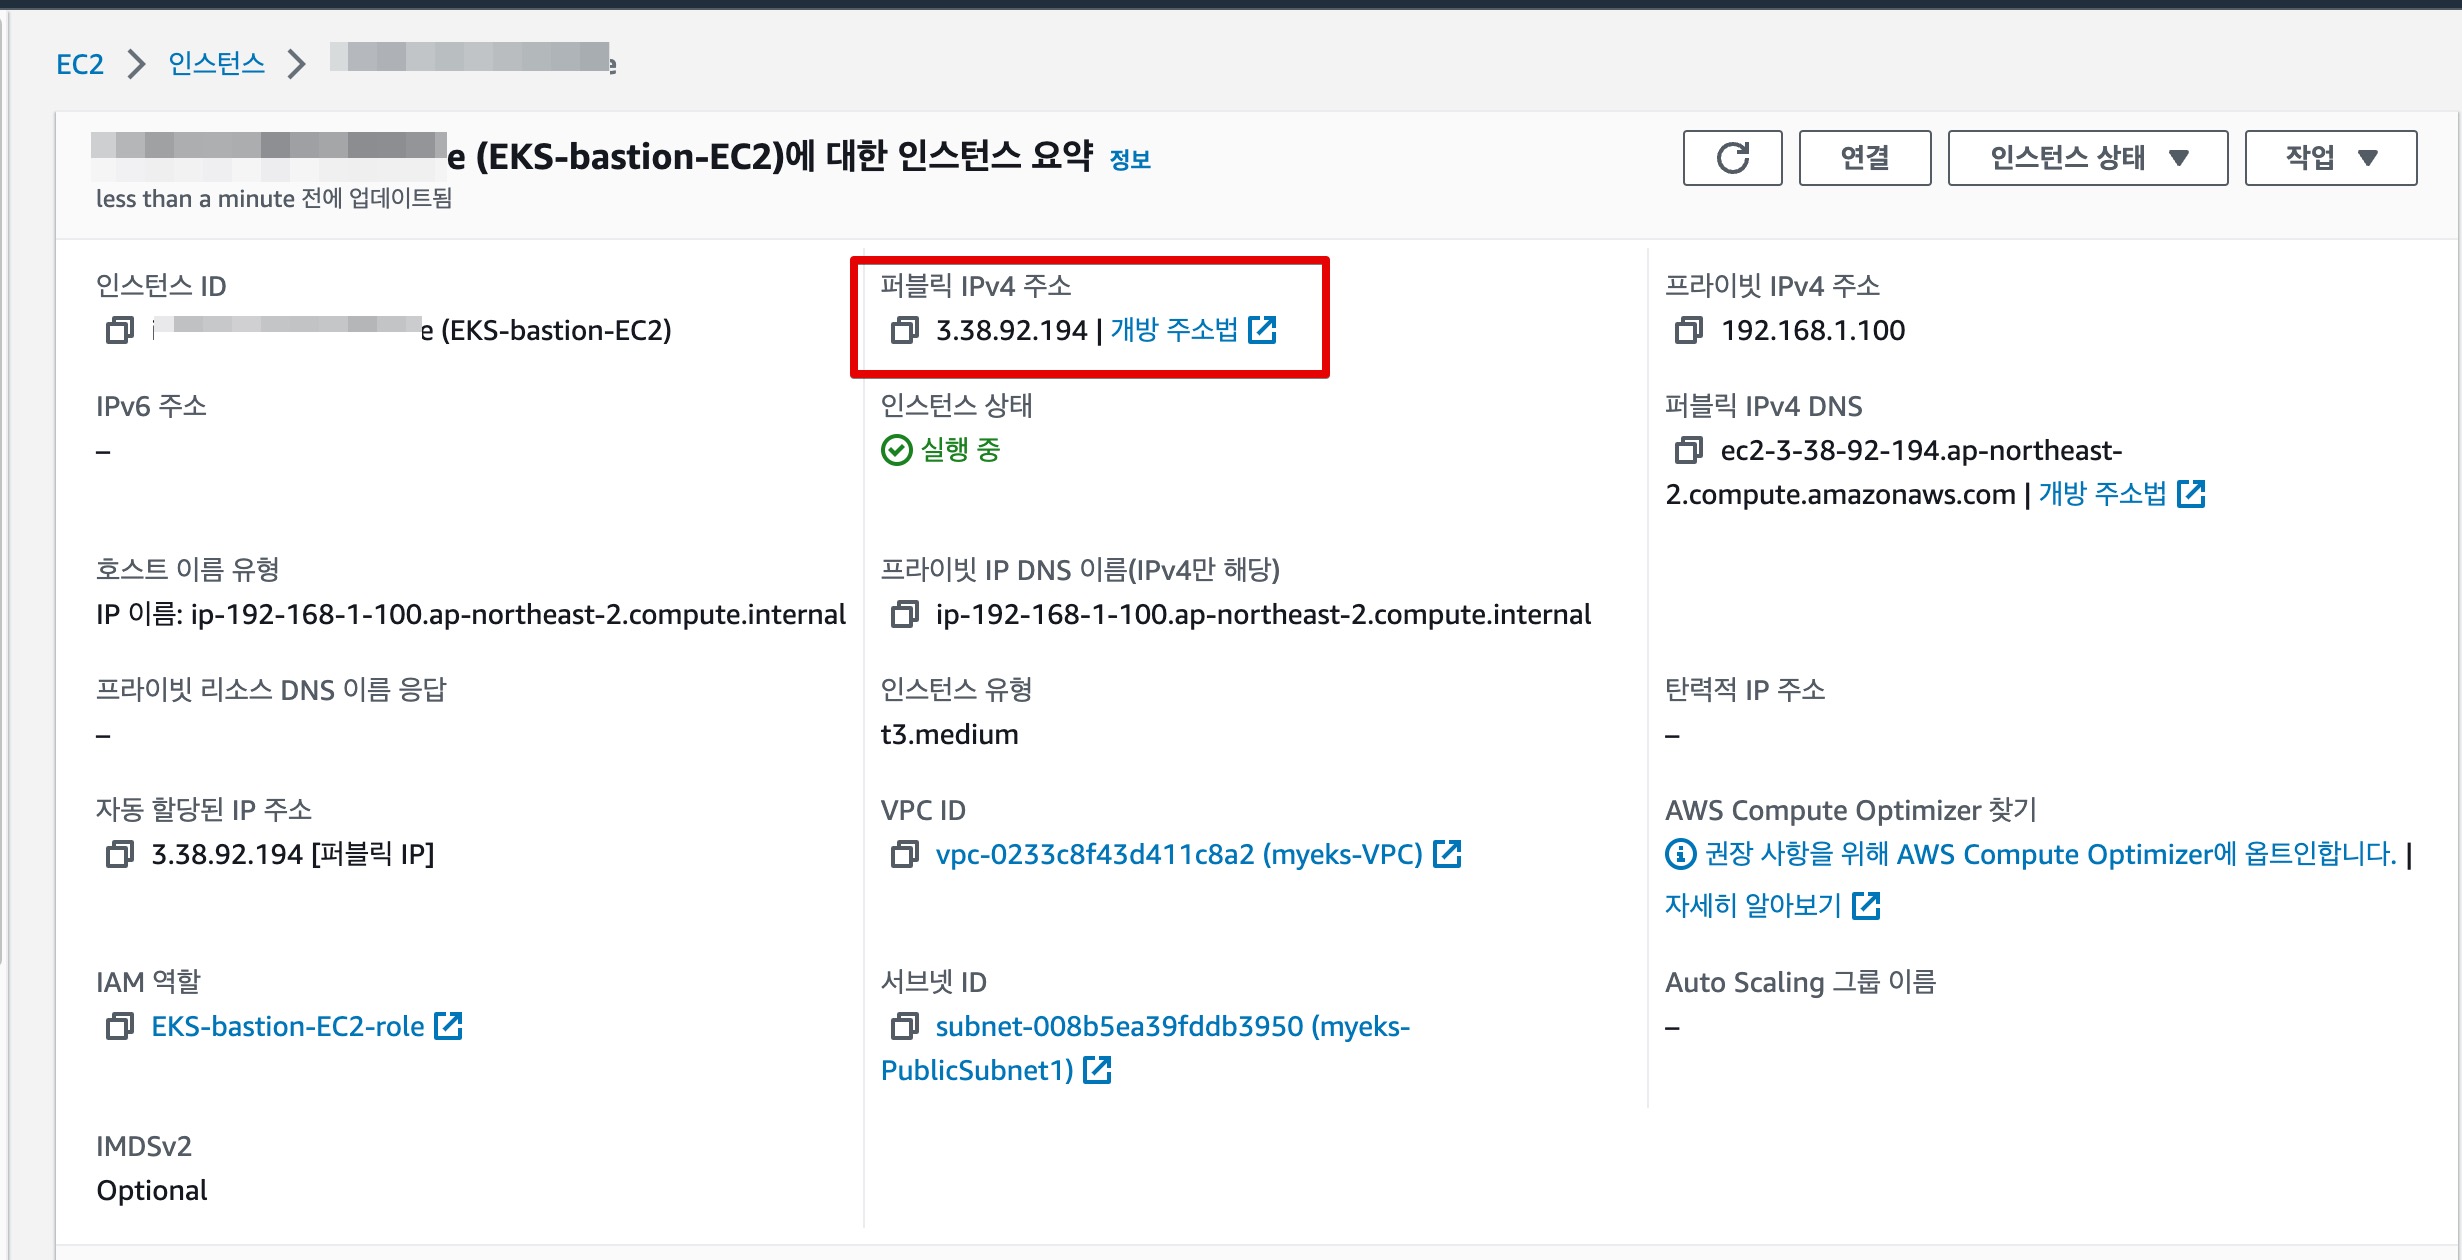 EC2 > 인스턴스 >
e (EKS-bastion-EC2)에 대한 인스턴스 요약 정보
less than a minute 전에 업데이트됨
연결
인스턴스 상태 ▼
작업 ▼
인스턴스 ID
e (EKS-bastion-EC2)
퍼블릭 IPv4 주소
3.38.92.194 | 개방 주소법
프라이빗 IPv4 주소
192.168.1.100
IPv6 주소
–
인스턴스 상태
실행 중
퍼블릭 IPv4 DNS
ec2-3-38-92-194.ap-northeast-
2.compute.amazonaws.com | 개방 주소법
호스트 이름 유형
IP 이름: ip-192-168-1-100.ap-northeast-2.compute.internal
프라이빗 IP DNS 이름(IPv4만 해당)
ip-192-168-1-100.ap-northeast-2.compute.internal
프라이빗 리소스 DNS 이름 응답
–
인스턴스 유형
t3.medium
탄력적 IP 주소
–
자동 할당된 IP 주소
3.38.92.194 [퍼블릭 IP]
VPC ID
vpc-0233c8f43d411c8a2 (myeks-VPC)
AWS Compute Optimizer 찾기
권장 사항을 위해 AWS Compute Optimizer에 옵트인합니다. |
자세히 알아보기
IAM 역할
EKS-bastion-EC2-role
서브넷 ID
subnet-008b5ea39fddb3950 (myeks-
PublicSubnet1)
Auto Scaling 그룹 이름
–
IMDSv2
Optional